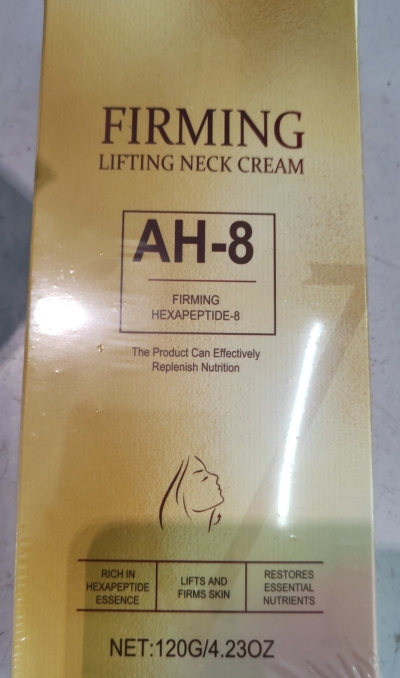 FIRMING
LIFTING NECK CREAM
AH-8
FIRMING
HEXAPEPTIDE-8
The Product Can Effectively
Replenish Nutrition
RICH IN
HEXAPEPTIDE
ESSENCE
LIFTS AND
FIRMS SKIN
RESTORES
ESSENTIAL
NUTRIENTS
NET:120G/4.23OZ